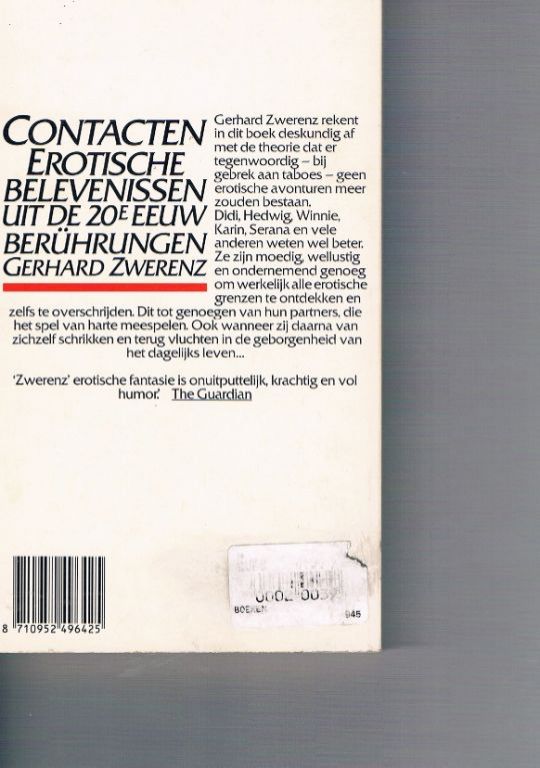 CONTACTEN
EROTISCHE
BELEVENISSEN
UIT DE 20E EEUW
BERÜHRUNGEN
GERHARD ZWERENZ
Gerhard Zwerenz rekent
in dit boek deskundig af
met de theorie dat er
tegenwoordig – bij
gebrek aan taboes – geen
erotische avonturen meer
zouden bestaan.
Didi, Hedwig, Winnie,
Karin, Serana en vele
anderen weten wel beter.
Ze zijn moedig, wellustig
en ondernemend genoeg
om werkelijk alle erotische
grenzen te ontdekken en
zelfs te overschrijden. Dit tot genoegen van hun partners, die
het spel van harte meespelen. Ook wanneer zij daarna van
zichzelf schrikken en terug vluchten in de geborgenheid van
het dagelijks leven...
'Zwerenz' erotische fantasie is onuitputtelijk, krachtig en vol
humor.' The Guardian
8 710952 496425
BOEKEN
945